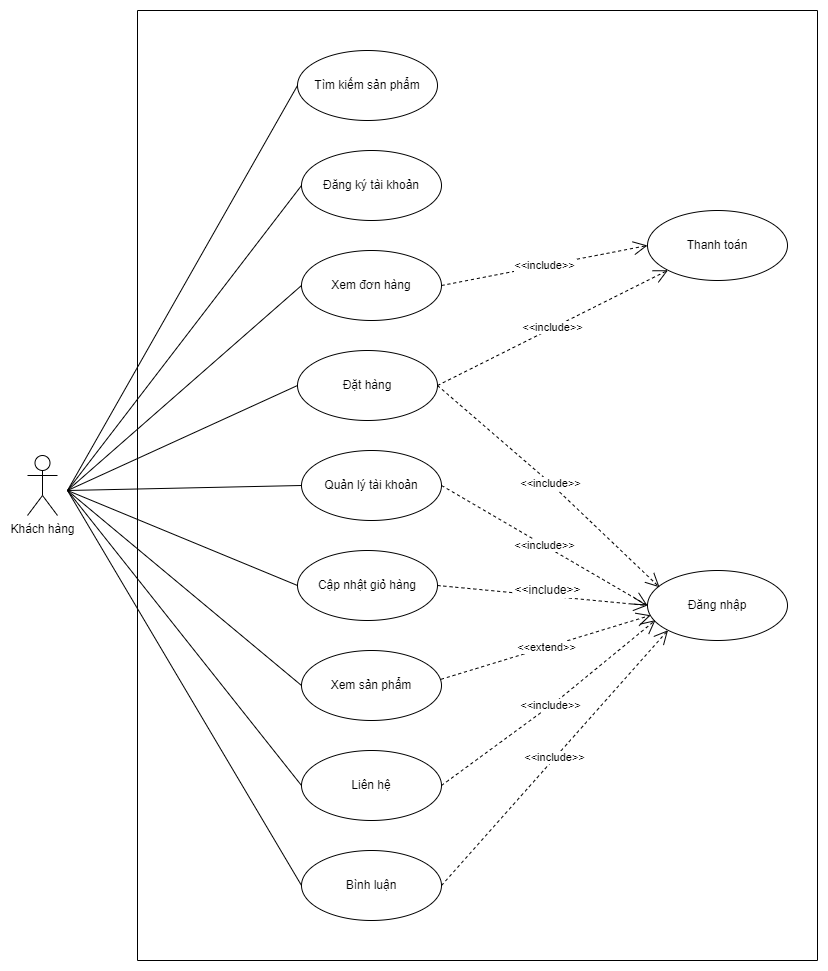 Tìm kiếm sản phẩm
Đăng ký tài khoản
Thanh toán
<<include>>
Xem đơn hàng
<<include>>
Đặt hàng
<<include>>
Quản lý tài khoản
Khách hàng
<<include>>
Cập nhật giỏ hàng
<<include>>
Đăng nhập
<<extend>>
Xem sản phẩm
<<include>>
<<include>>
Liên hệ
Bình luận